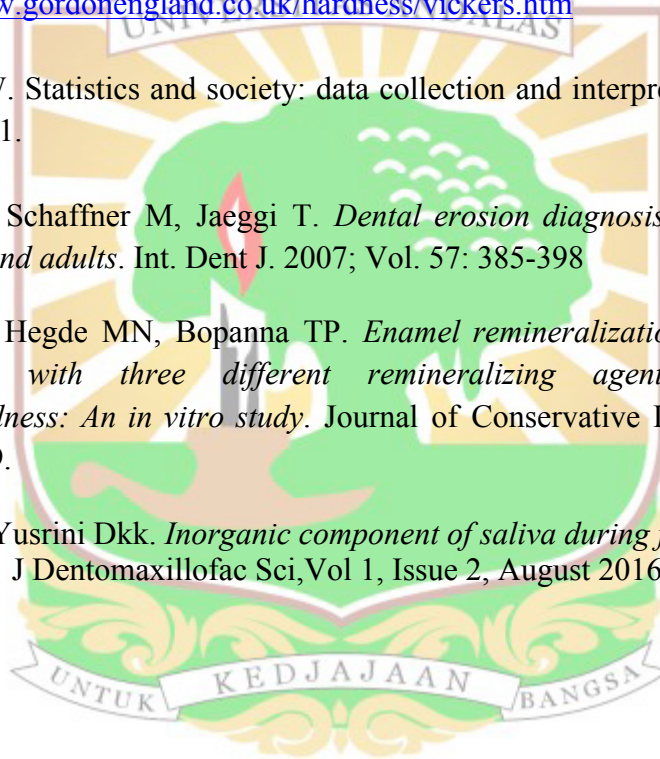 w.gordonengland.co.uk/hardness/vickers.htm
UNIVERSITAS ANDALAS
. Statistics and society: data collection and interpre
1.
Schaffner M, Jaeggi T. Dental erosion diagnosis
nd adults. Int. Dent J. 2007; Vol. 57: 385-398
Hegde MN, Bopanna TP. Enamel remineralizatio
with three different remineralizing agent
lness: An in vitro study. Journal of Conservative
).
Yusrini Dkk. Inorganic component of saliva during f
J Dentomaxillofac Sci,Vol 1, Issue 2, August 2016
UNTUK KEDJAJAAN BANGSA